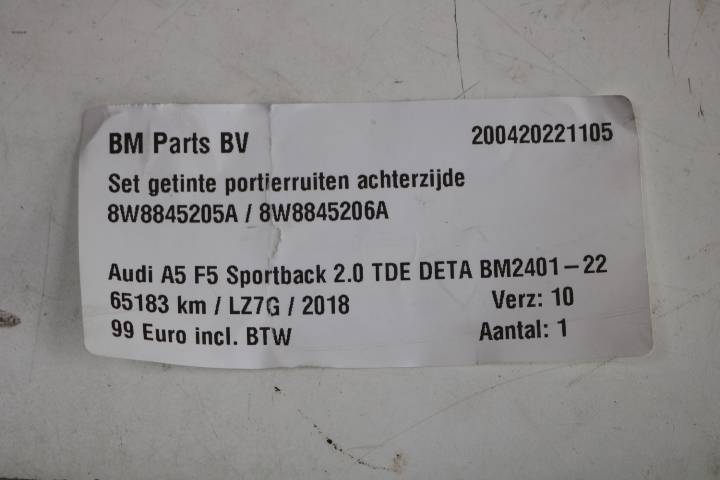 BM Parts BV 200420221105
Set getinte portierruiten achterzijde
8W8845205A / 8W8845206A
Audi A5 F5 Sportback 2.0 TDE DETA BM2401-22
65183 km / LZ7G / 2018 Verz: 10
99 Euro incl. BTW Aantal: 1